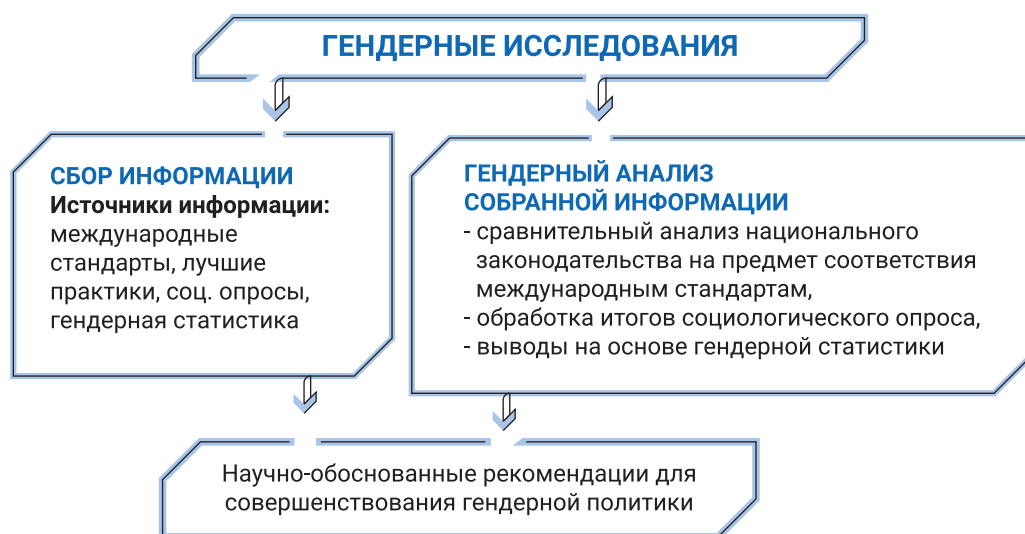 ГЕНДЕРНЫЕ ИССЛЕДОВАНИЯ
СБОР ИНФОРМАЦИИ
Источники информации:
международные
стандарты, лучшие
практики, соц. опросы,
гендерная статистика
ГЕНДЕРНЫЙ АНАЛИЗ
СОБРАННОЙ ИНФОРМАЦИИ
- сравнительный анализ национального
законодательства на предмет соответствия
международным стандартам,
- обработка итогов социологического опроса,
- выводы на основе гендерной статистики
Научно-обоснованные рекомендации для
совершенствования гендерной политики